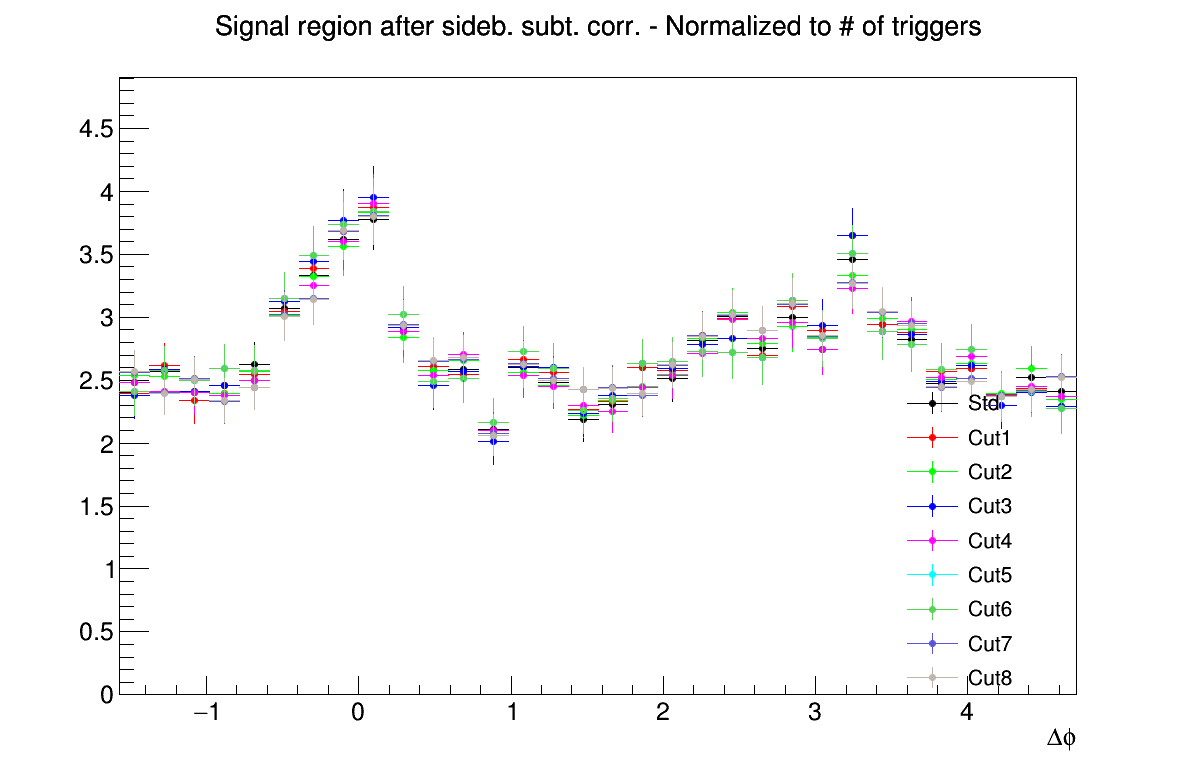 Signal region after sideb. subt. corr. - Normalized to # of triggers
4.5
4
3.5
3
2.5
2
1.5
1
0.5
0
Std
Cut1
Cut2
Cut3
Cut4
Cut5
Cut6
Cut7
Cut8
−1 0 1 2 3 4
Δϕ